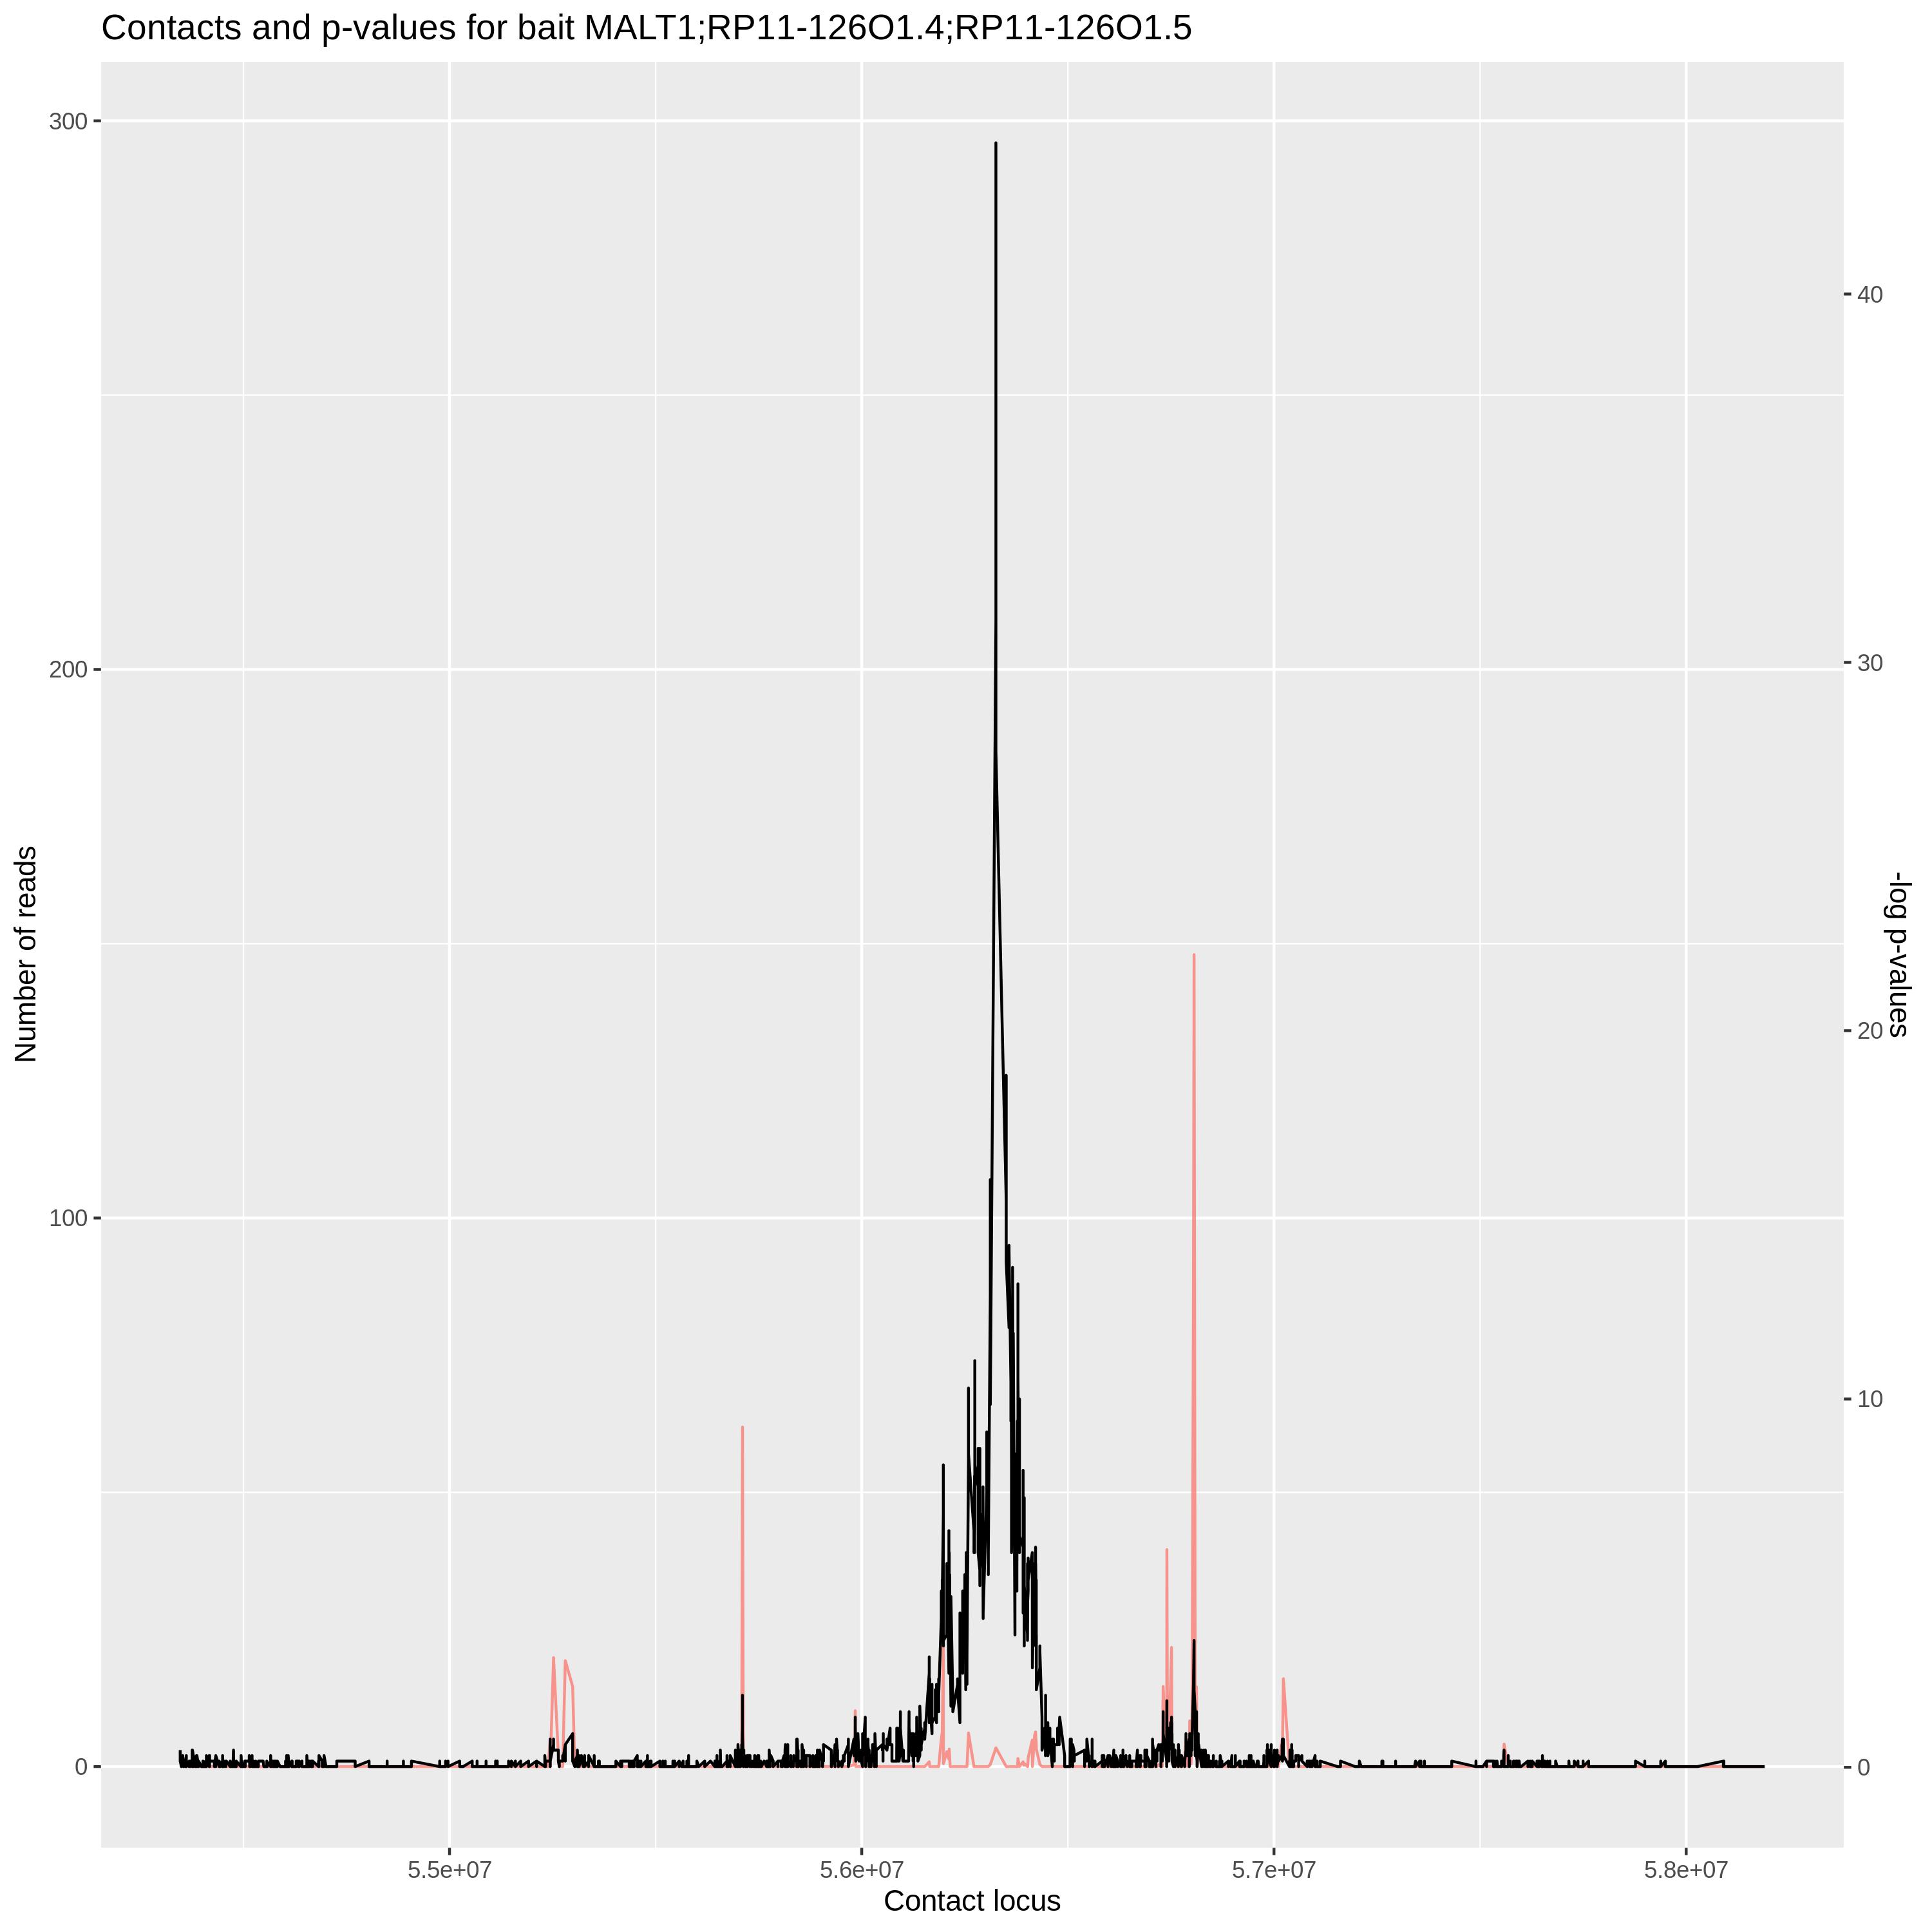 Contacts and p-values for bait MALT1;RP11-126O1.4;RP11-126O1.5
300
200
100
0
Number of reads
40
30
20
10
0
-log p-values
5.5e+07
5.6e+07
5.7e+07
5.8e+07
Contact locus